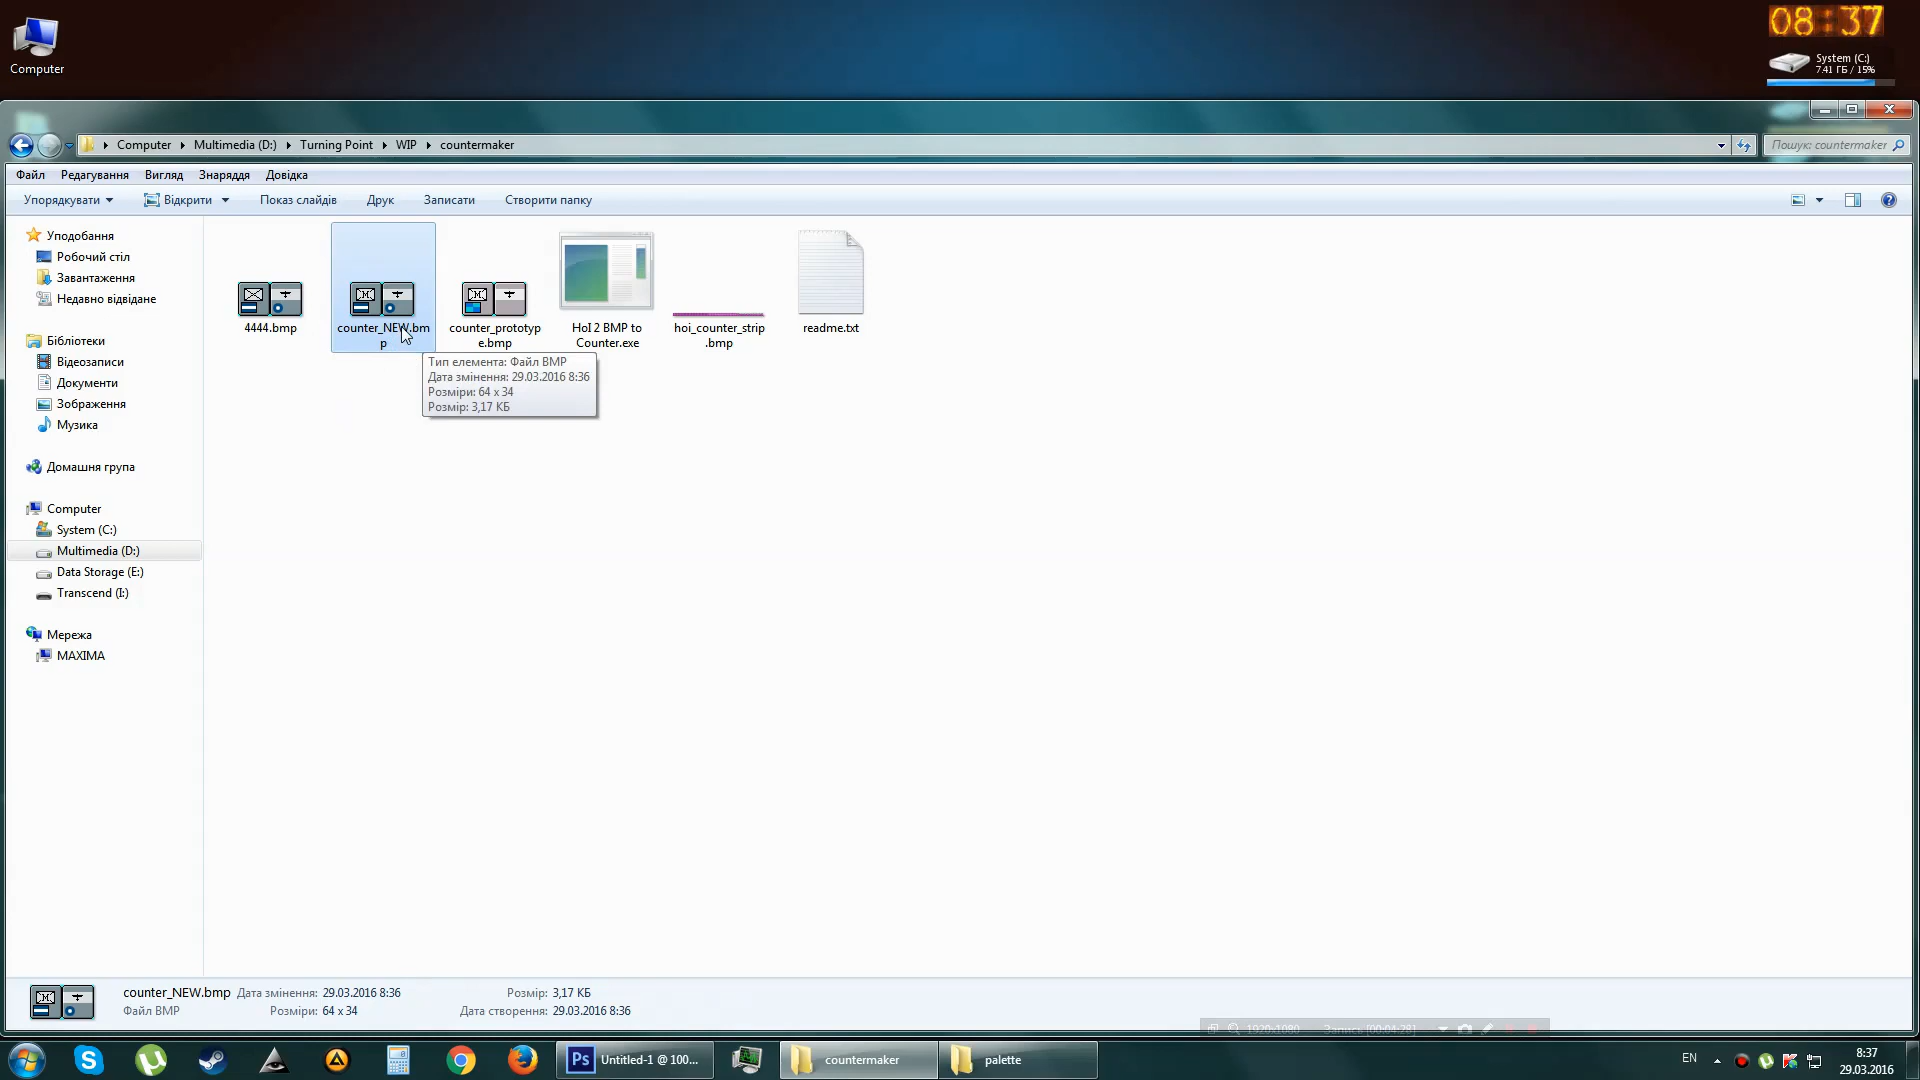 08:37
Computer
System (C:)
7.41 ГБ / 15%
Computer Multimedia (D:) Turning Point WIP countermaker
Пошук: countermaker
Файл Редагування Вигляд Знаряддя Довідка
Упорядкувати Відкрити Показ слайдів Друк Записати Створити папку
Уподобання
Робочий стіл
Завантаження
Недавно відвідане
Бібліотеки
Відеозаписи
Документи
Зображення
Музика
Домашня група
Computer
System (C:)
Multimedia (D:)
Data Storage (E:)
Transcend (I:)
Мережа
MAXIMA
4444.bmp
counter_NEW.bm
p
counter_prototyp
e.bmp
HoI 2 BMP to
Counter.exe
hoi_counter_strip
.bmp
readme.txt
Тип елемента: Файл BMP
Дата змінення: 29.03.2016 8:36
Розміри: 64 x 34
Розмір: 3,17 КБ
counter_NEW.bmp Дата змінення: 29.03.2016 8:36 Розмір: 3,17 КБ
Файл BMP Розміри: 64 x 34 Дата створення: 29.03.2016 8:36
1920x1080 Запись [00:04:28]
Ps Untitled-1 @ 100... countermaker palette
EN
8:37
29.03.2016